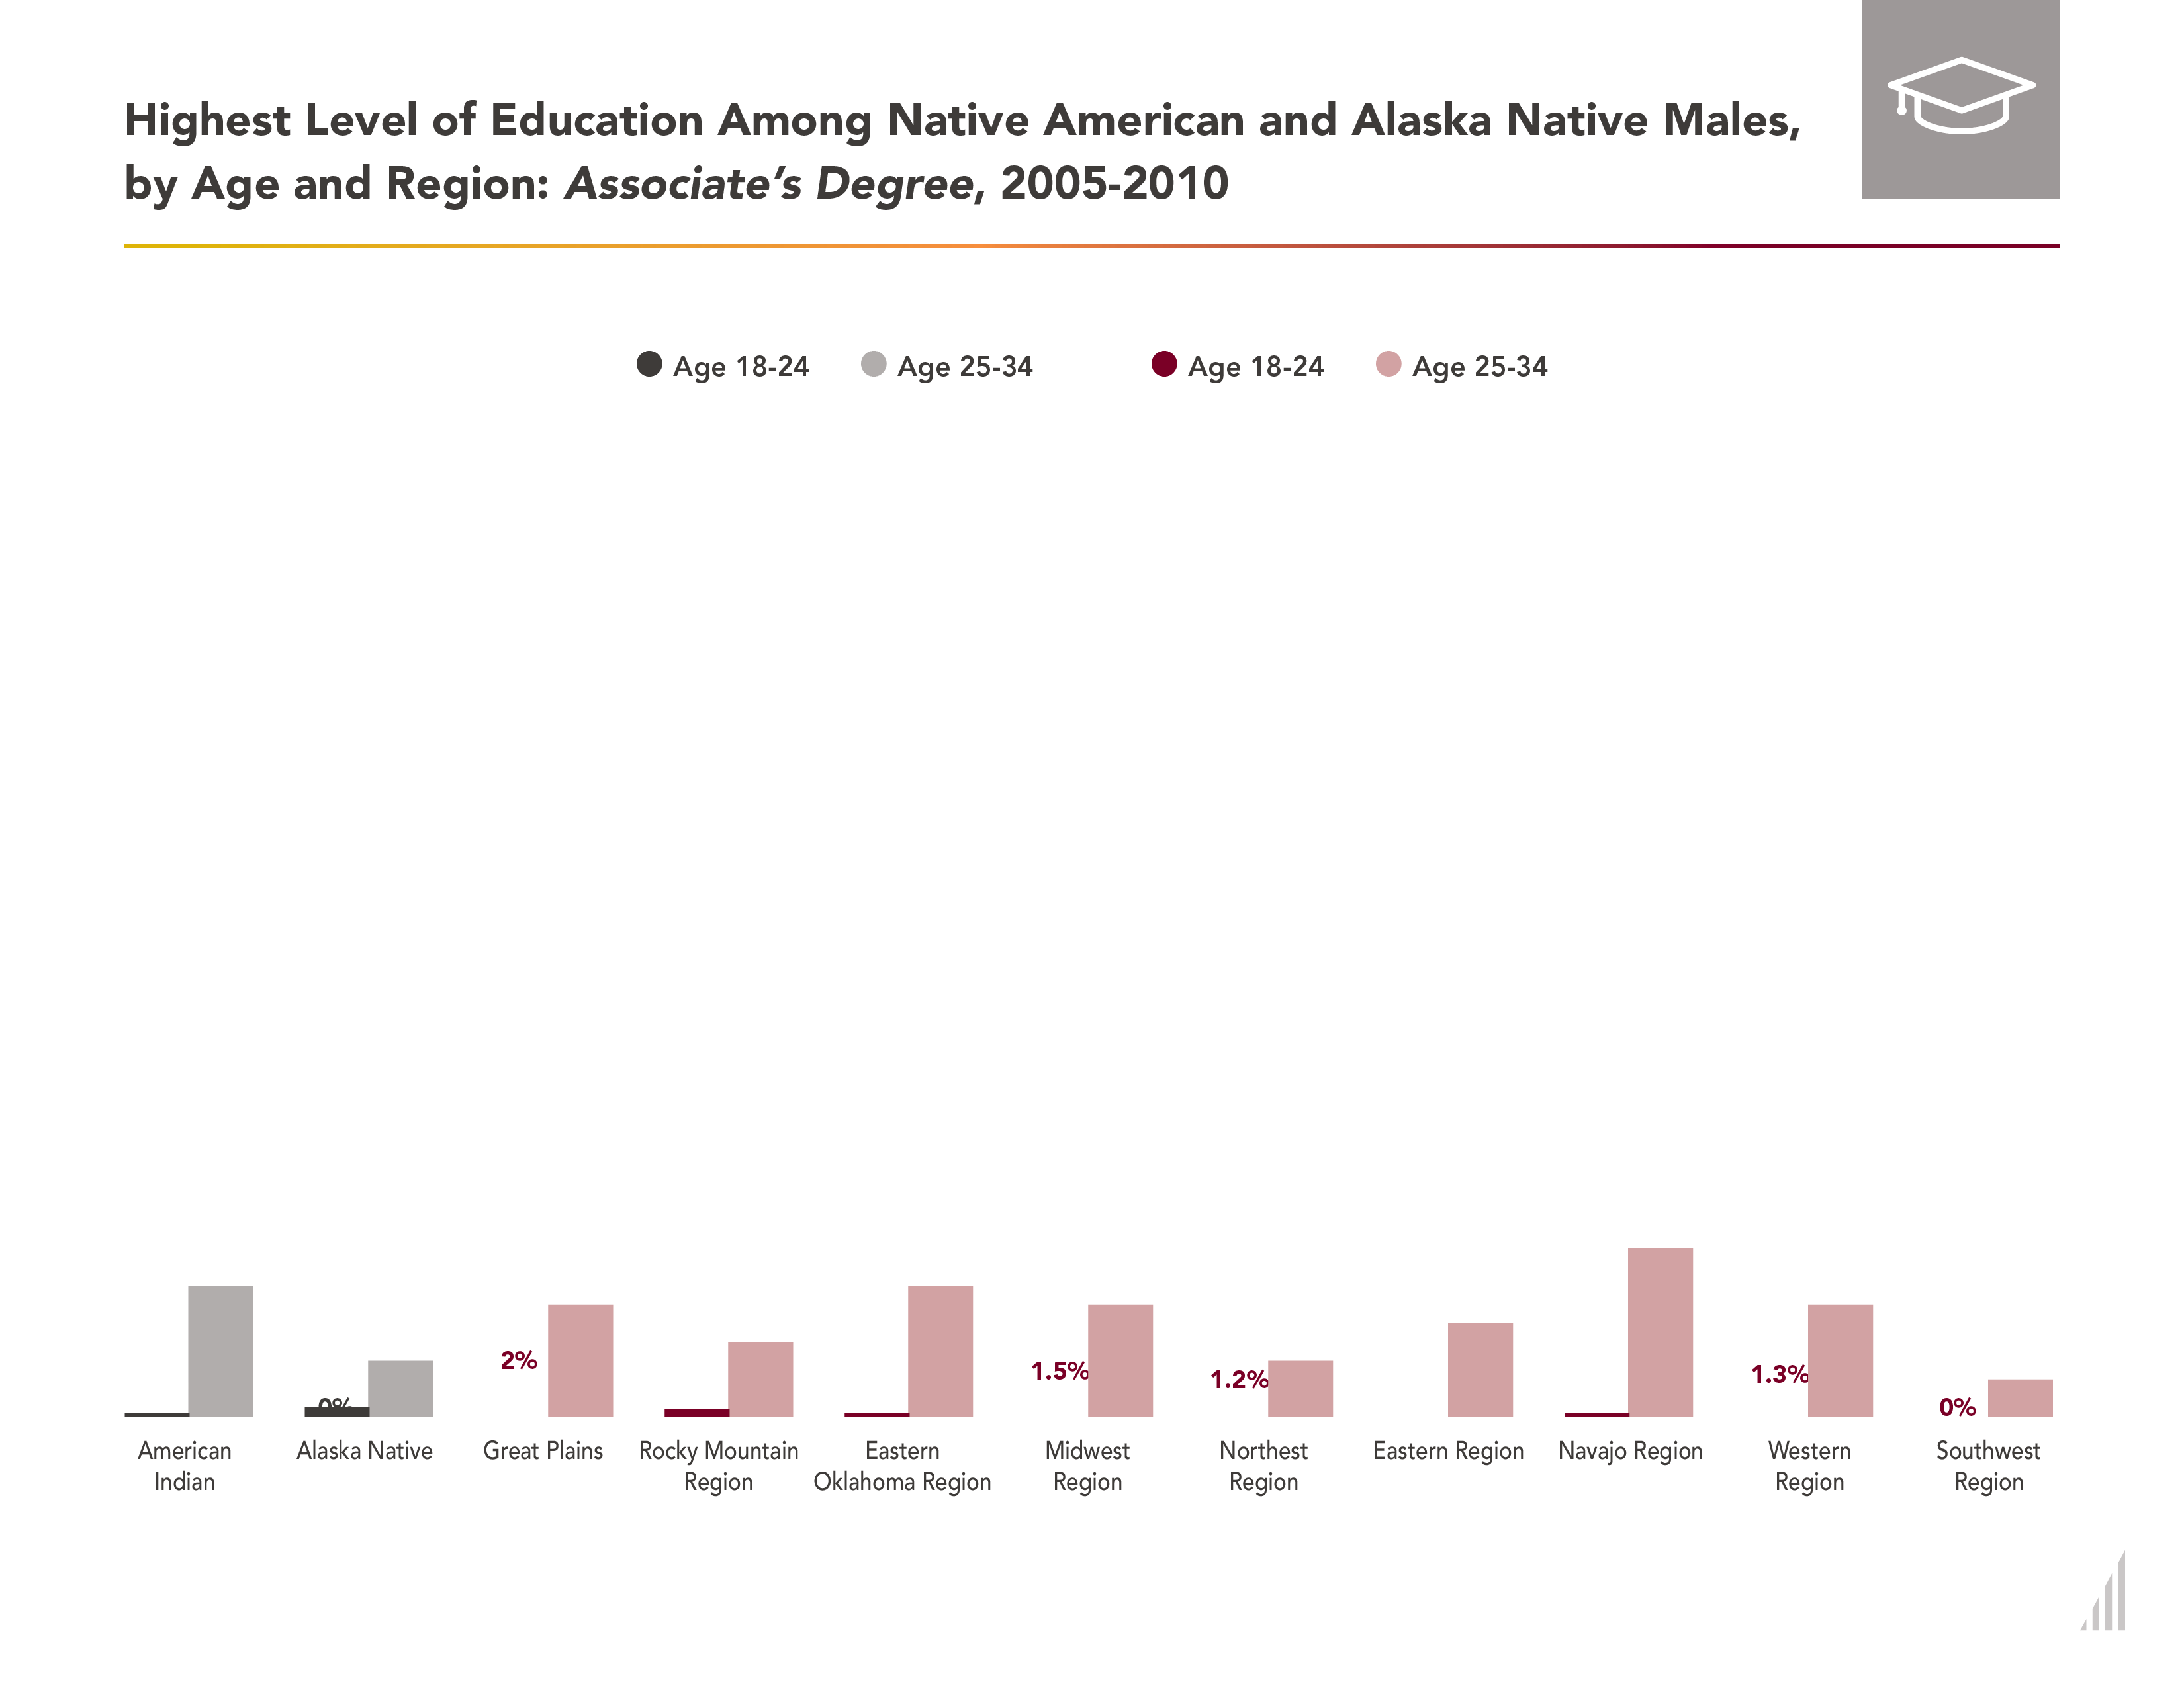 Highest Level of Education Among Native American and Alaska Native Males,
by Age and Region: Associate’s Degree, 2005-2010
Age 18-24
Age 25-34
Age 18-24
Age 25-34
0%
2%
1.5%
1.2%
1.3%
0%
American
Indian
Alaska Native
Great Plains
Rocky Mountain
Region
Eastern
Oklahoma Region
Midwest
Region
Northest
Region
Eastern Region
Navajo Region
Western
Region
Southwest
Region